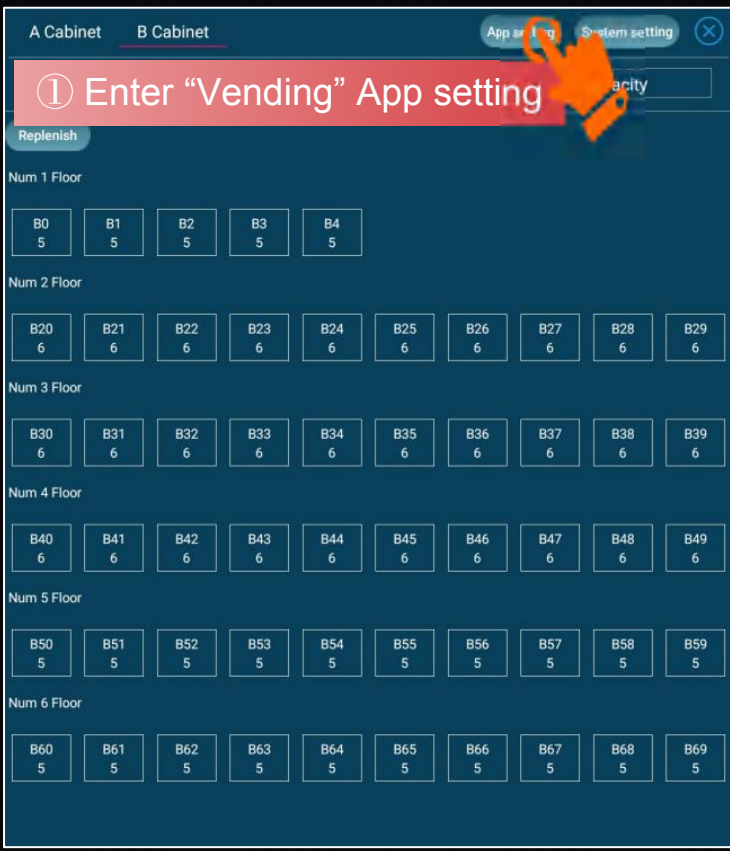 A Cabinet B Cabinet App setting System setting
① Enter “Vending” App setting
Replenish
Num 1 Floor
B0 B1 B2 B3 B4
5 5 5 5 5
Num 2 Floor
B20 B21 B22 B23 B24 B25 B26 B27 B28 B29
6 6 6 6 6 6 6 6 6 6
Num 3 Floor
B30 B31 B32 B33 B34 B35 B36 B37 B38 B39
6 6 6 6 6 6 6 6 6 6
Num 4 Floor
B40 B41 B42 B43 B44 B45 B46 B47 B48 B49
6 6 6 6 6 6 6 6 6 6
Num 5 Floor
B50 B51 B52 B53 B54 B55 B56 B57 B58 B59
5 5 5 5 5 5 5 5 5 5
Num 6 Floor
B60 B61 B62 B63 B64 B65 B66 B67 B68 B69
5 5 5 5 5 5 5 5 5 5